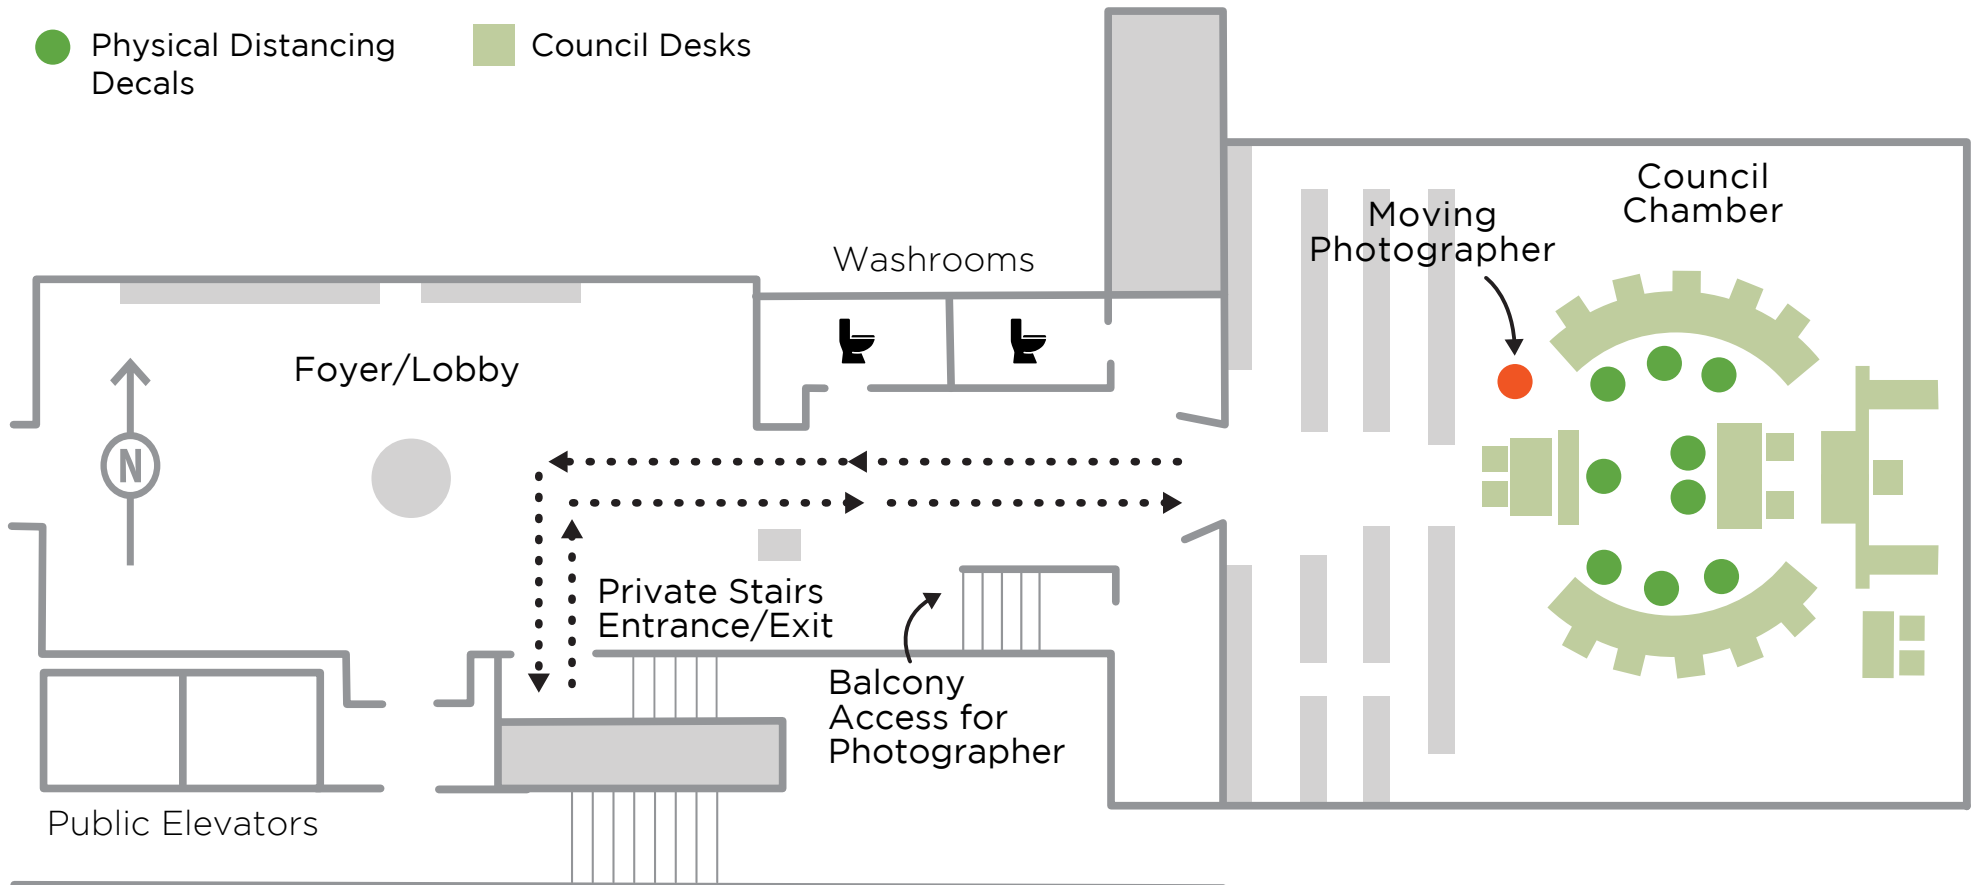 Physical Distancing
Decals
Council Desks
Council
Chamber
Moving
Photographer
Washrooms
Foyer/Lobby
N
Private Stairs
Entrance/Exit
Balcony
Access for
Photographer
Public Elevators